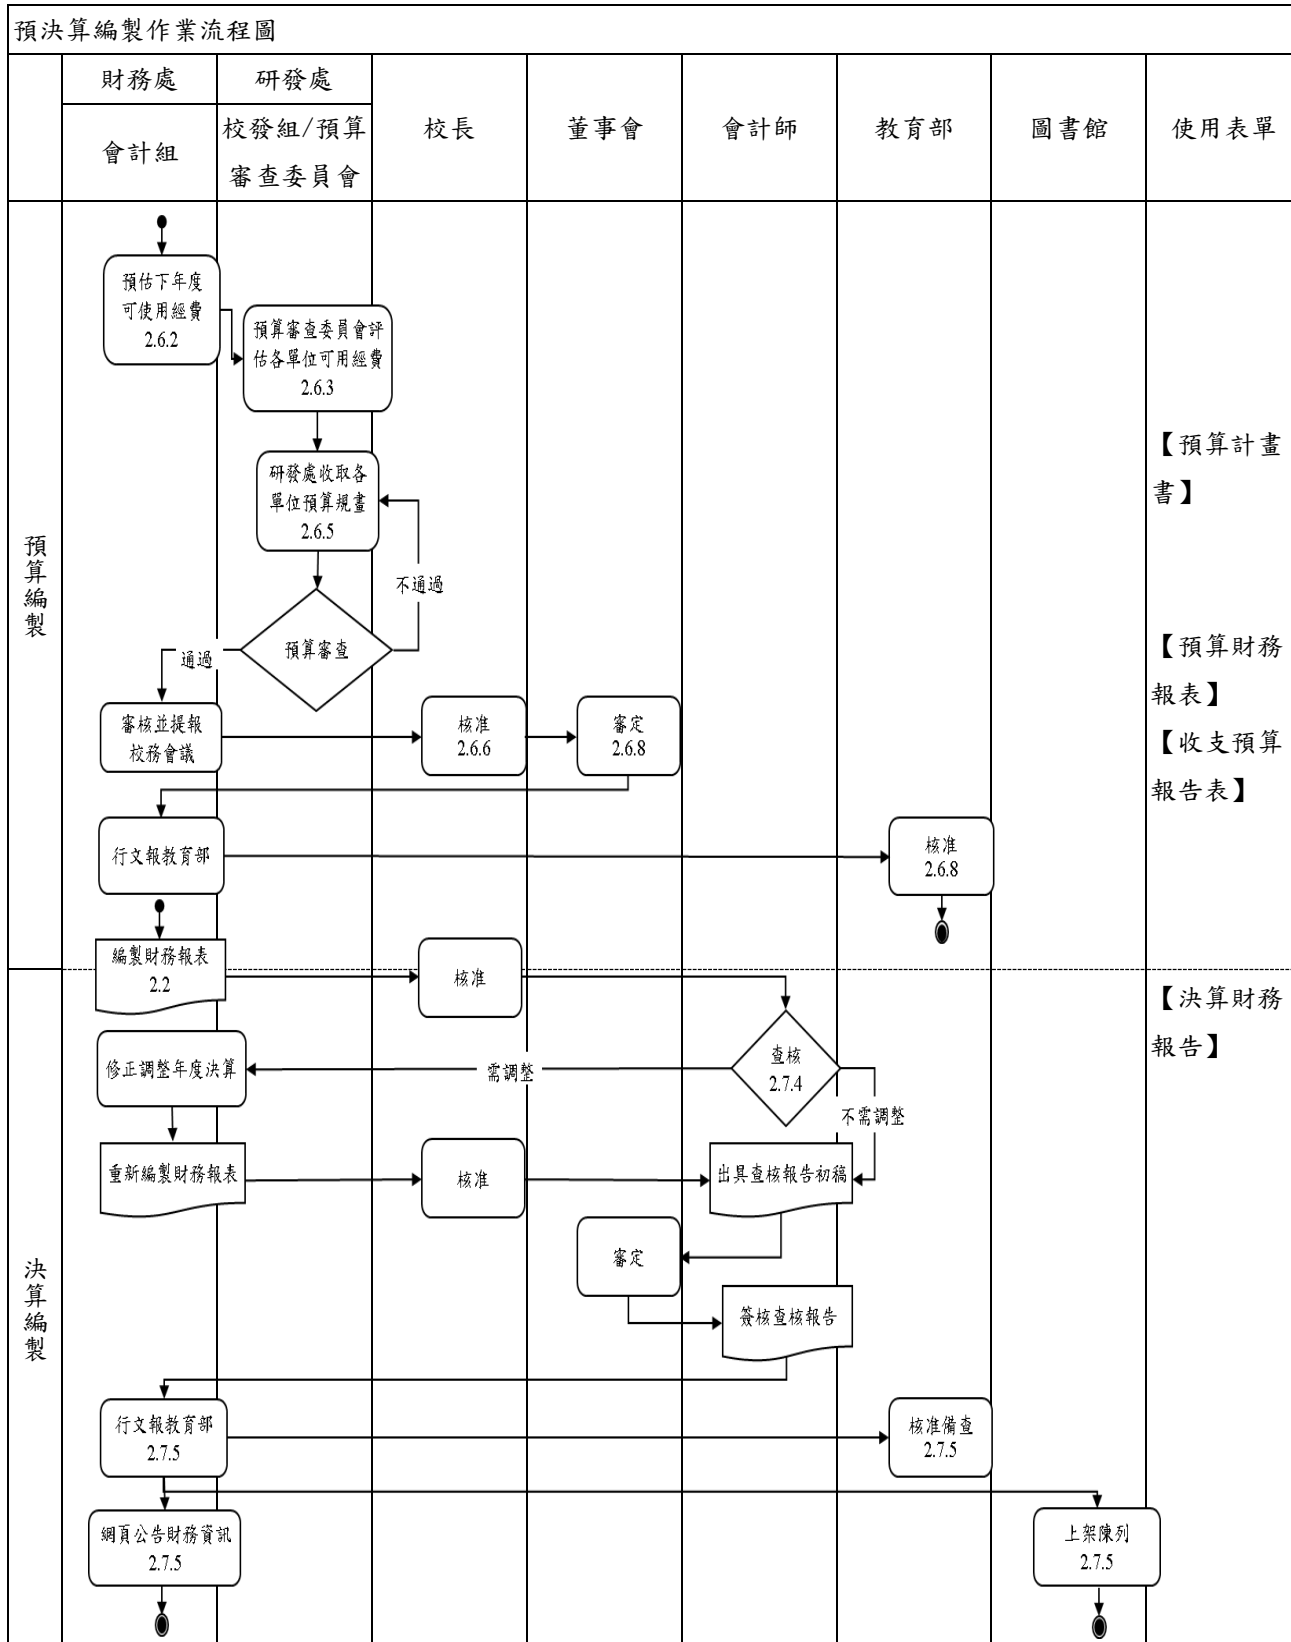 預決算編製作業流程圖
財務處
研發處
會計組
校發組/預算
審查委員會
校長
董事會
會計師
教育部
圖書館
使用表單
預算編製
預估下年度
可使用經費
2.6.2
預算審查委員會評
估各單位可用經費
2.6.3
研發處收取各
單位預算規畫
2.6.5
不通過
預算審查
通過
審核並提報
校務會議
核准
2.6.6
審定
2.6.8
行文報教育部
核准
2.6.8
【預算計畫
書】
【預算財務
報表】
【收支預算
報告表】
決算編製
編製財務報表
2.2
核准
查核
2.7.4
需調整
不需調整
修正調整年度決算
重新編製財務報表
核准
出具查核報告初稿
審定
簽核查核報告
行文報教育部
2.7.5
核准備查
2.7.5
網頁公告財務資訊
2.7.5
上架陳列
2.7.5
【決算財務
報告】